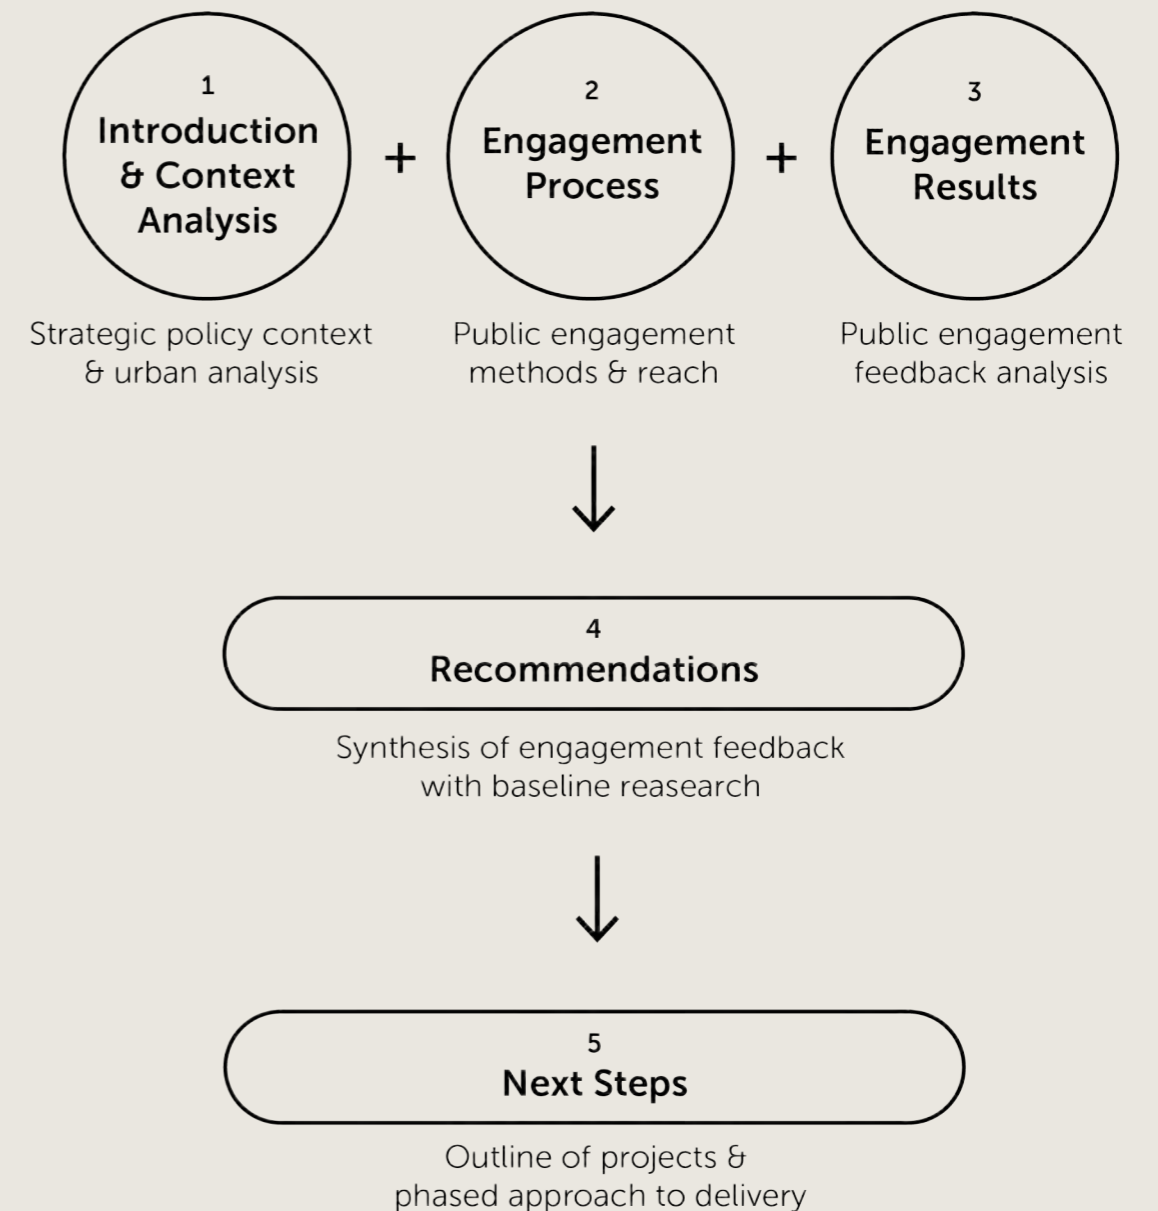 1
Introduction
& Context
Analysis
+
2
Engagement
Process
+
3
Engagement
Results
Strategic policy context
& urban analysis
Public engagement
methods & reach
Public engagement
feedback analysis
4
Recommendations
Synthesis of engagement feedback
with baseline reasearch
5
Next Steps
Outline of projects &
phased approach to delivery